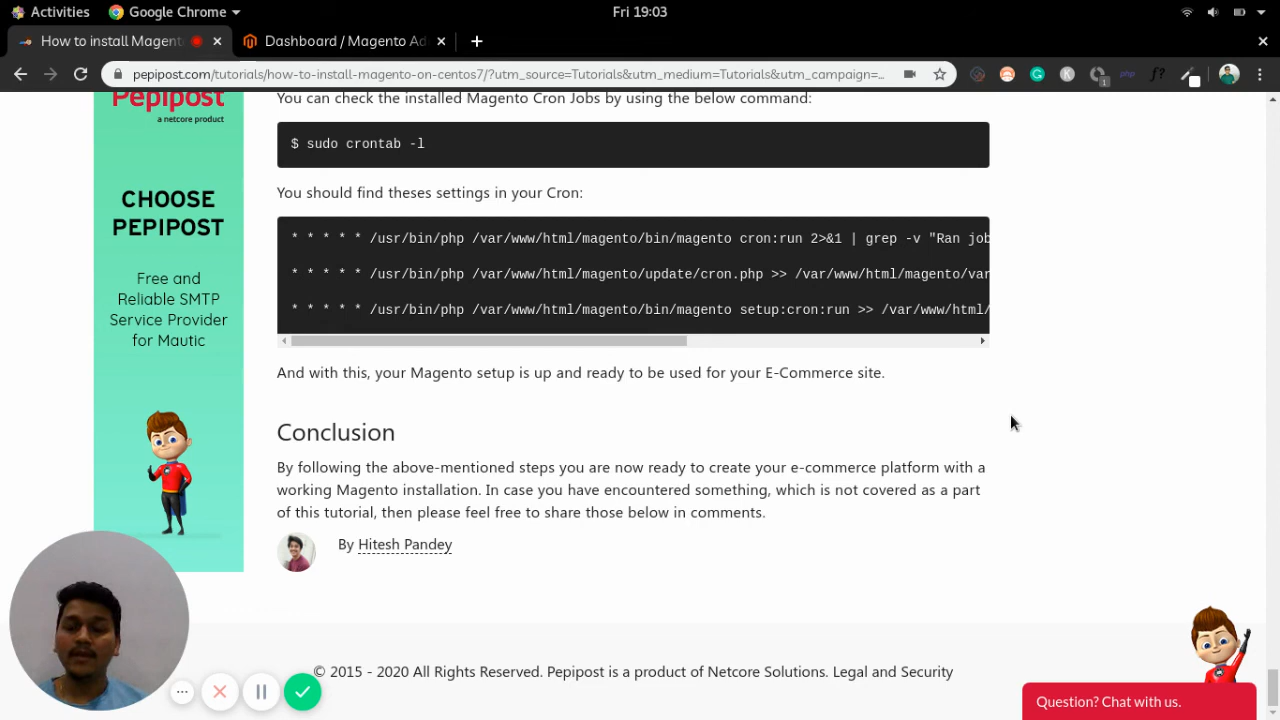 Activities
Google Chrome
Fri 19:03
How to install Magent
Dashboard / Magento Ad
pepipost.com/tutorials/how-to-install-magento-on-centos7/?utm_source=Tutorials&utm_medium=Tutorials&utm_campaign=...
1
php
f?
Pepipost
a netcore product
CHOOSE
PEPIPOST
Free and
Reliable SMTP
Service Provider
for Mautic
You can check the installed Magento Cron Jobs by using the below command:
$ sudo crontab -l
You should find theses settings in your Cron:
* * * * * /usr/bin/php /var/www/html/magento/bin/magento cron:run 2>&1 | grep -v "Ran job
* * * * * /usr/bin/php /var/www/html/magento/update/cron.php >> /var/www/html/magento/var
* * * * * /usr/bin/php /var/www/html/magento/bin/magento setup:cron:run >> /var/www/html/
And with this, your Magento setup is up and ready to be used for your E-Commerce site.
Conclusion
By following the above-mentioned steps you are now ready to create your e-commerce platform with a
working Magento installation. In case you have encountered something, which is not covered as a part
of this tutorial, then please feel free to share those below in comments.
By Hitesh Pandey
© 2015 - 2020 All Rights Reserved. Pepipost is a product of Netcore Solutions. Legal and Security
Question? Chat with us.